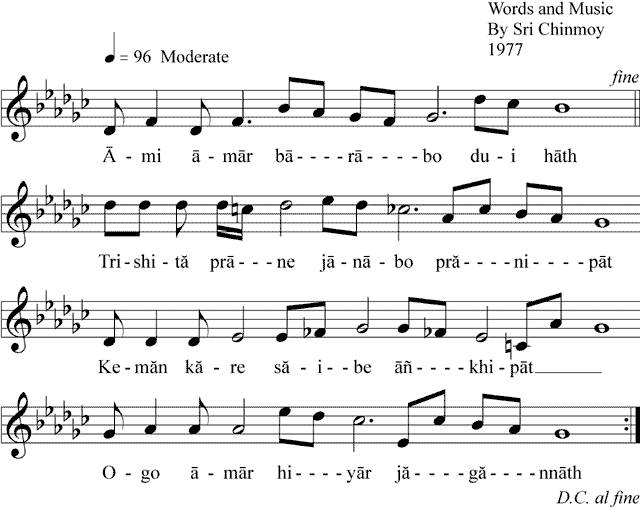 Words and Music
By Sri Chinmoy
1977
♩ = 96 Moderate
fine
Ā - mi ā - mār bā - - - - rā - - - - bo du - i hāth
Tri - shi - tă prā - - - ne jā - nā - bo pră - - - - ni - - - - pāt
Ke - măn kă - re să - i - be āñ - - - - khi - pāt
O - go ā - mār hi - - - - yār jă - - - gă - - - - nnāth
D.C. al fine